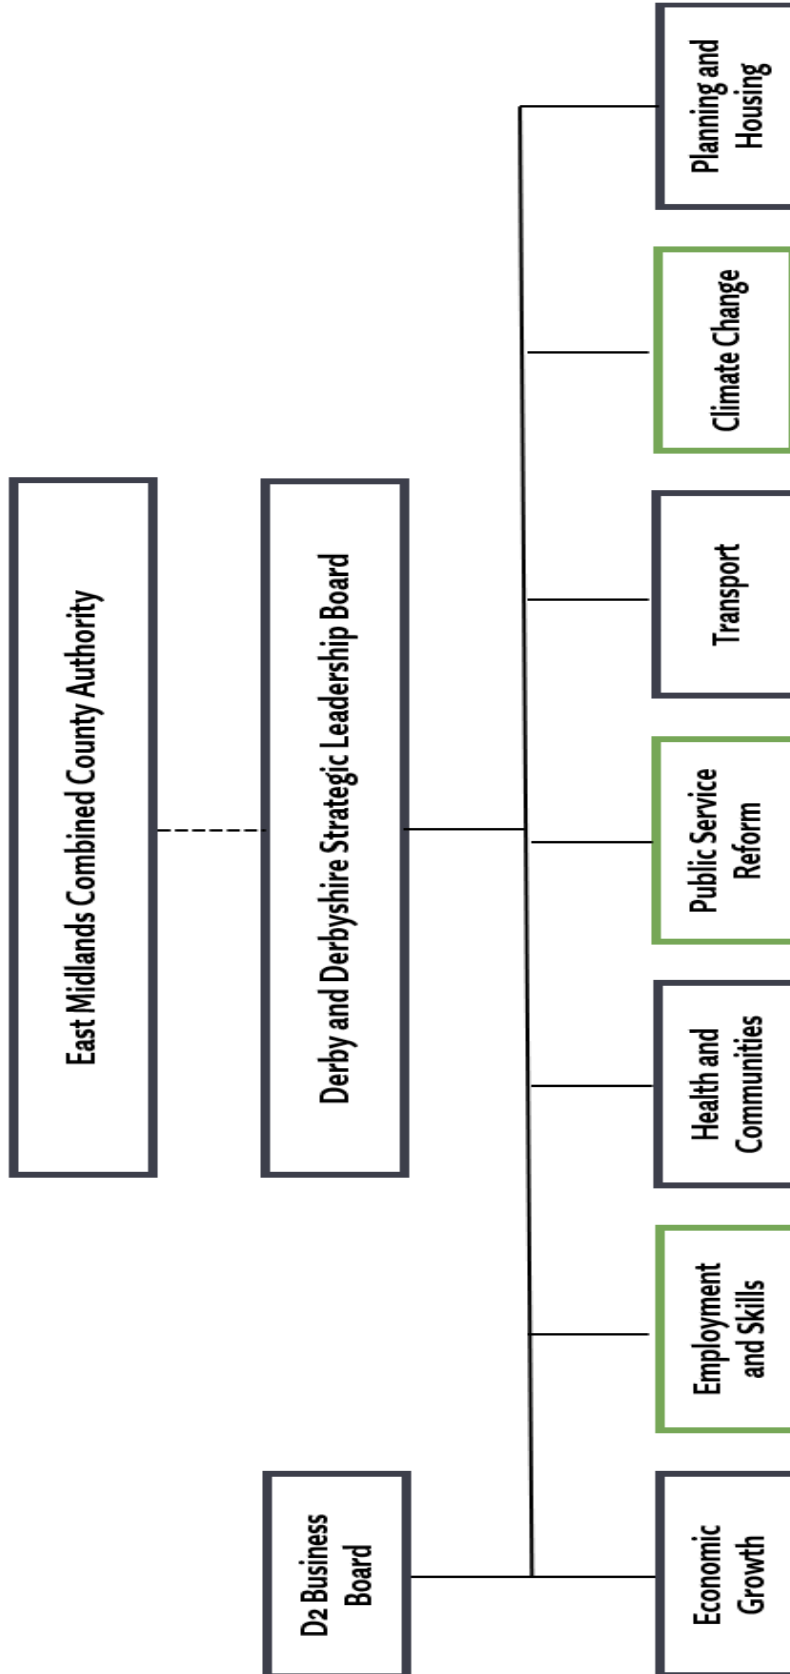 East Midlands Combined County Authority
D2 Business
Board
Derby and Derbyshire Strategic Leadership Board
Economic
Growth
Employment
and Skills
Health and
Communities
Public Service
Reform
Transport
Climate Change
Planning and
Housing